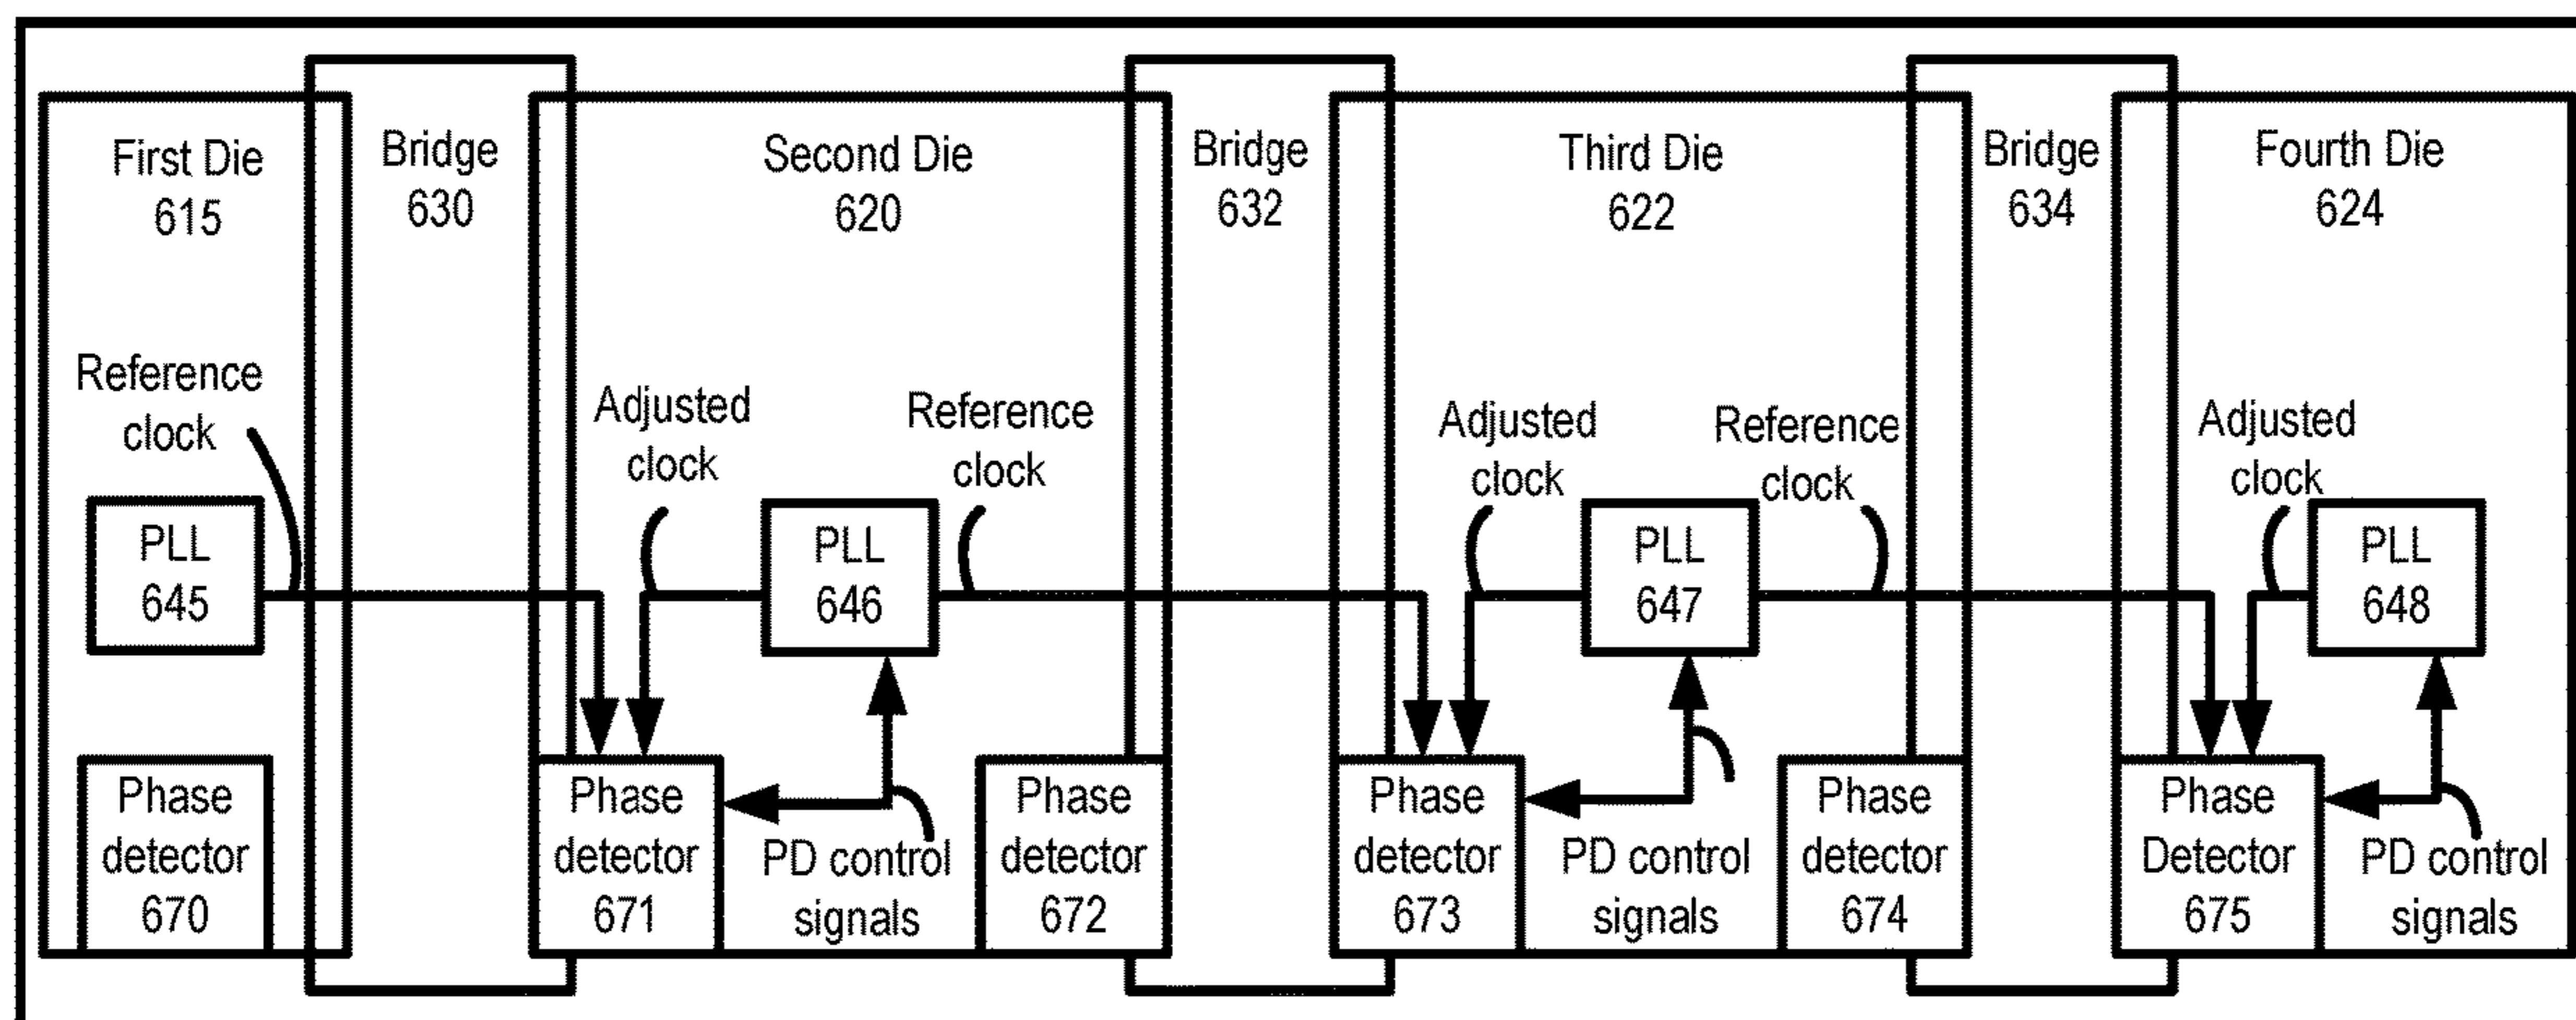 First Die
615
Bridge
630
Second Die
620
Bridge
632
Third Die
622
Bridge
634
Fourth Die
624
Reference
clock
Adjusted
clock
Reference
clock
Adjusted
clock
Reference
clock
Adjusted
clock
PLL
645
PLL
646
PLL
647
PLL
648
Phase
detector
670
Phase
detector
671
PD control
signals
Phase
detector
672
Phase
detector
673
PD control
signals
Phase
detector
674
Phase
Detector
675
PD control
signals